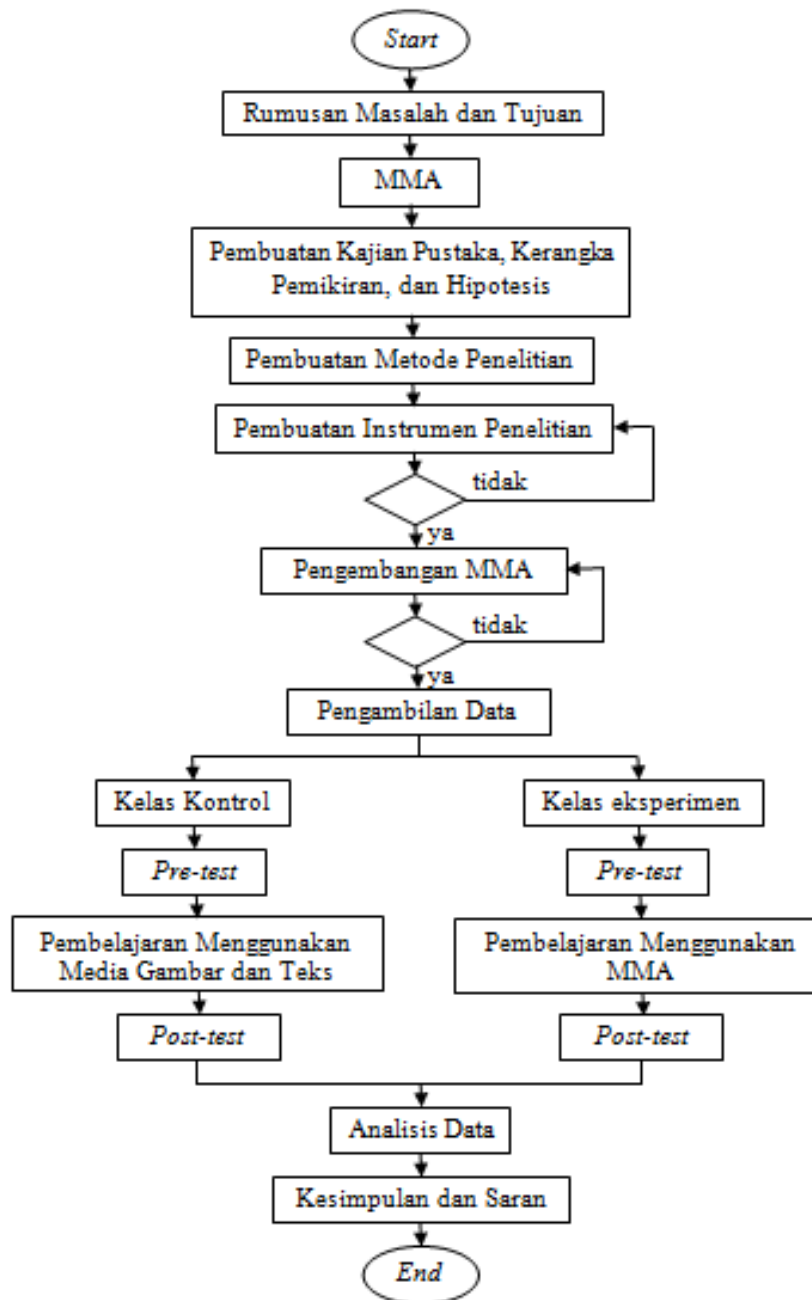 Start
Rumusan Masalah dan Tujuan
MMA
Pembuatan Kajian Pustaka, Kerangka
Pemikiran, dan Hipotesis
Pembuatan Metode Penelitian
Pembuatan Instrumen Penelitian
tidak
ya
Pengembangan MMA
tidak
ya
Pengambilan Data
Kelas Kontrol
Kelas eksperimen
Pre-test
Pre-test
Pembelajaran Menggunakan
Media Gambar dan Teks
Pembelajaran Menggunakan
MMA
Post-test
Post-test
Analisis Data
Kesimpulan dan Saran
End